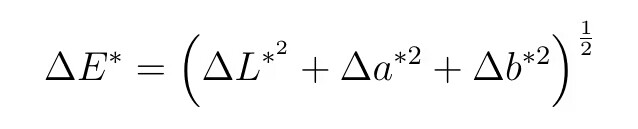 ΔE* = (ΔL*² + Δa*² + Δb*²)^½